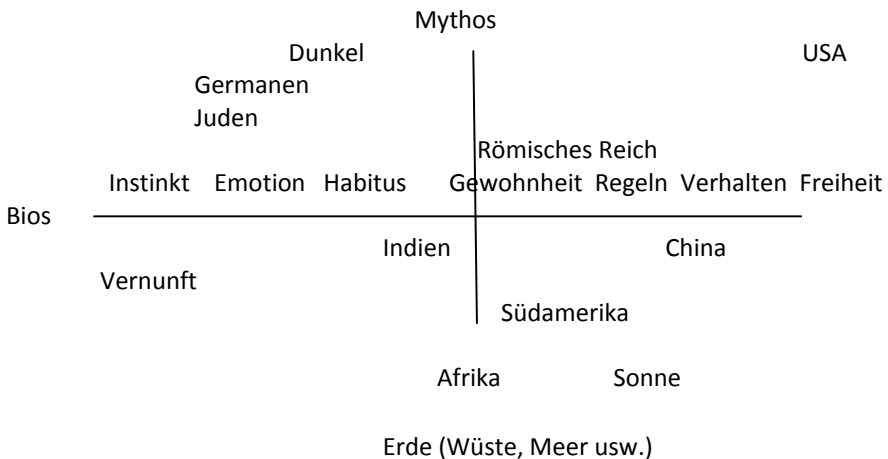 Mythos
Dunkel USA
Germanen
Juden
Römisches Reich
Instinkt Emotion Habitus Gewohnheit Regeln Verhalten Freiheit
Bios
Indien China
Vernunft
Südamerika
Afrika Sonne
Erde (Wüste, Meer usw.)